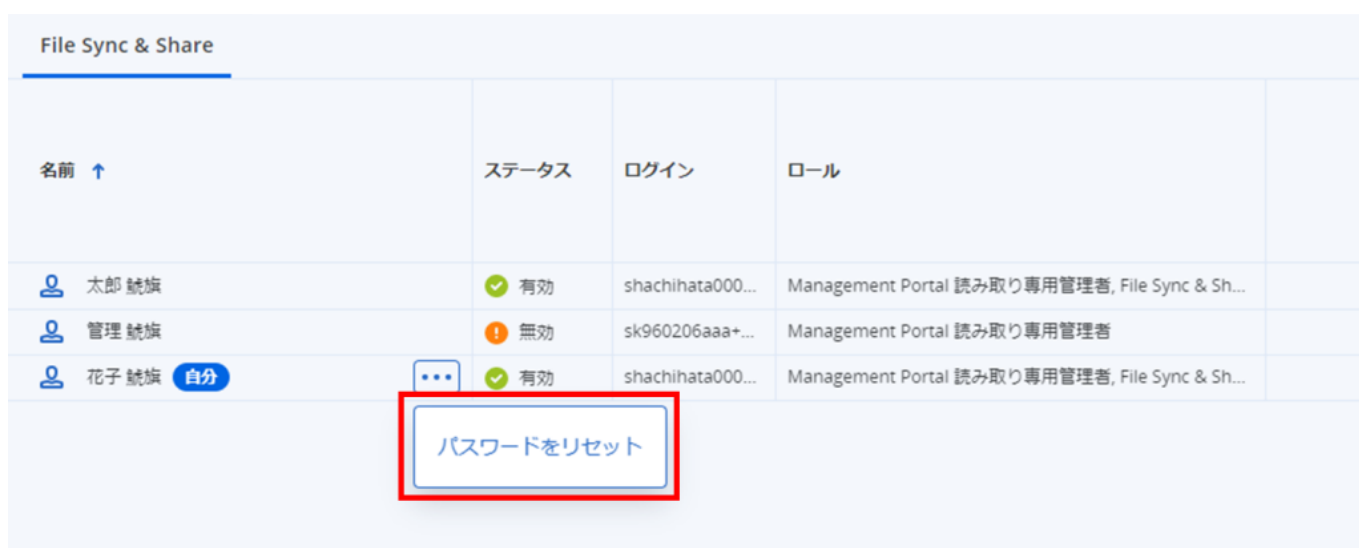 File Sync & Share
名前 ↑ ステータス ログイン ロール
太郎 鯱旗 有効 shachihata000... Management Portal 読み取り専用管理者, File Sync & Sh...
管理 鯱旗 無効 sk960206aaa+... Management Portal 読み取り専用管理者
花子 鯱旗 自分 ... 有効 shachihata000... Management Portal 読み取り専用管理者, File Sync & Sh...
パスワードをリセット